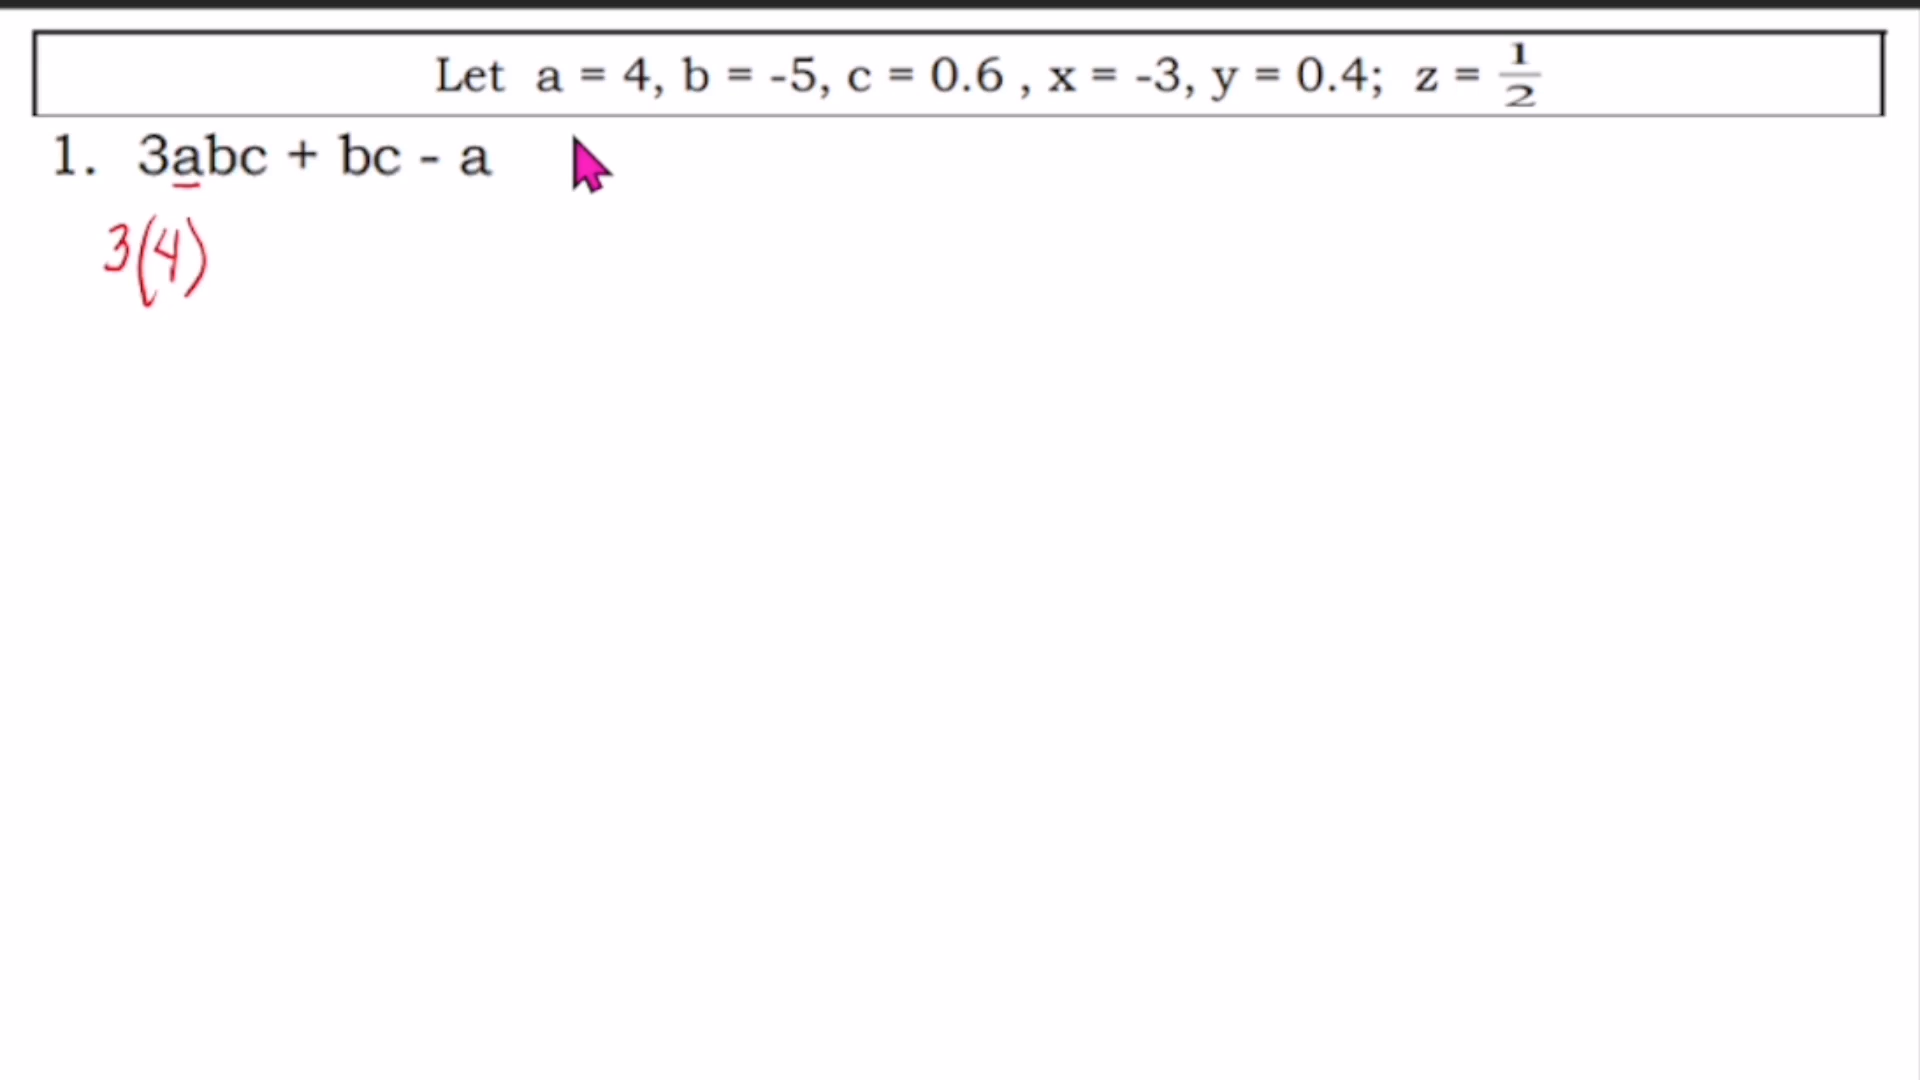 Let a = 4, b = -5, c = 0.6 , x = -3, y = 0.4; z = 1/2
1. 3abc + bc - a
3(4)